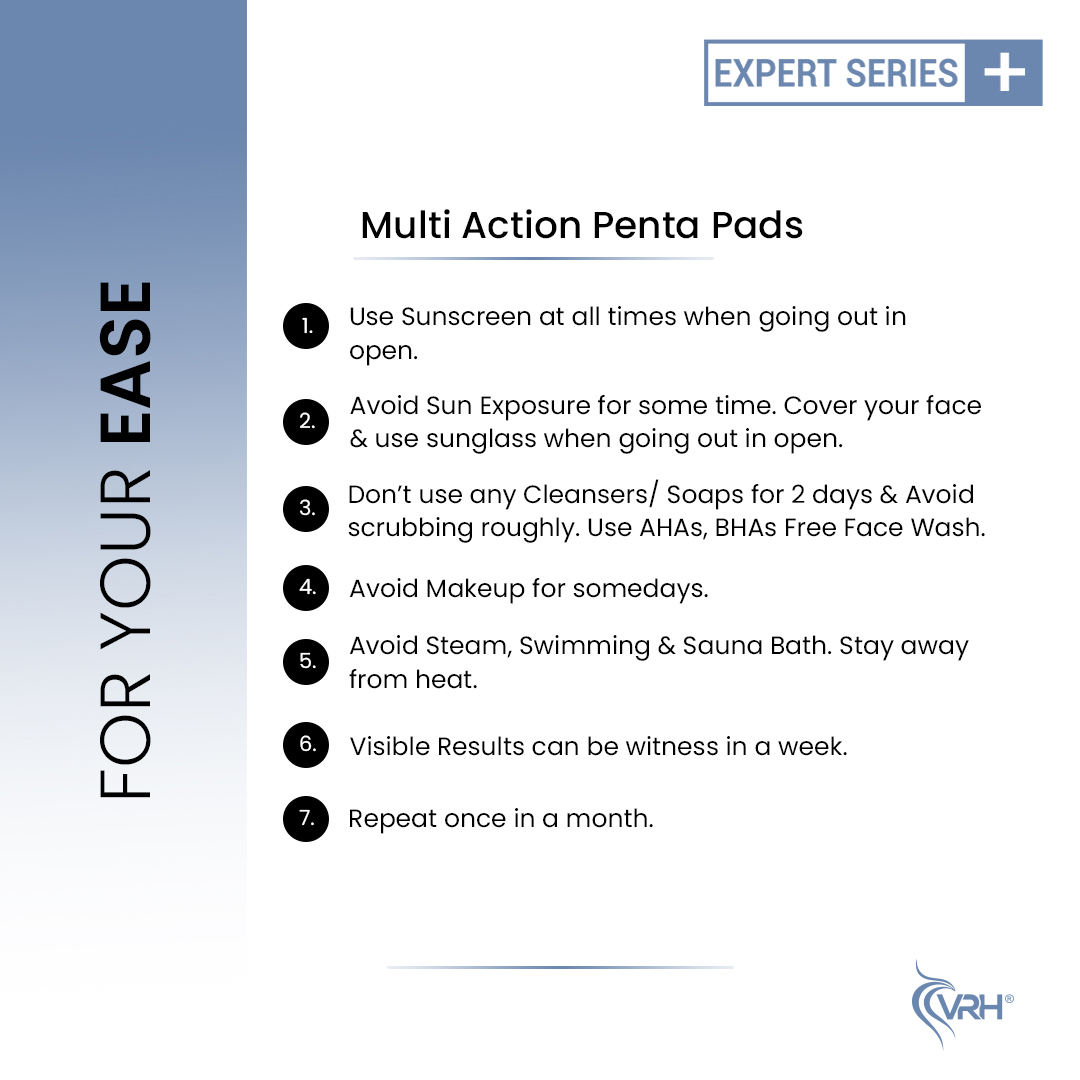 EXPERT SERIES +
FOR YOUR EASE
Multi Action Penta Pads
1. Use Sunscreen at all times when going out in
open.
2. Avoid Sun Exposure for some time. Cover your face
& use sunglass when going out in open.
3. Don’t use any Cleansers/ Soaps for 2 days & Avoid
scrubbing roughly. Use AHAs, BHAs Free Face Wash.
4. Avoid Makeup for somedays.
5. Avoid Steam, Swimming & Sauna Bath. Stay away
from heat.
6. Visible Results can be witness in a week.
7. Repeat once in a month.
VRH®